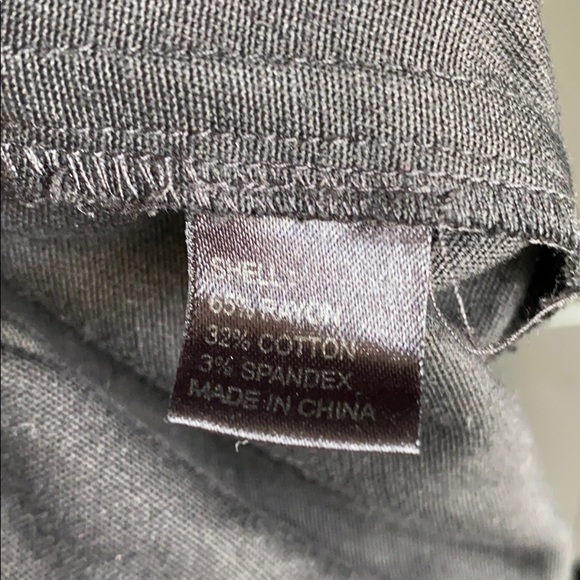 SHELL:
65% RAYON
32% COTTON
3% SPANDEX
MADE IN CHINA